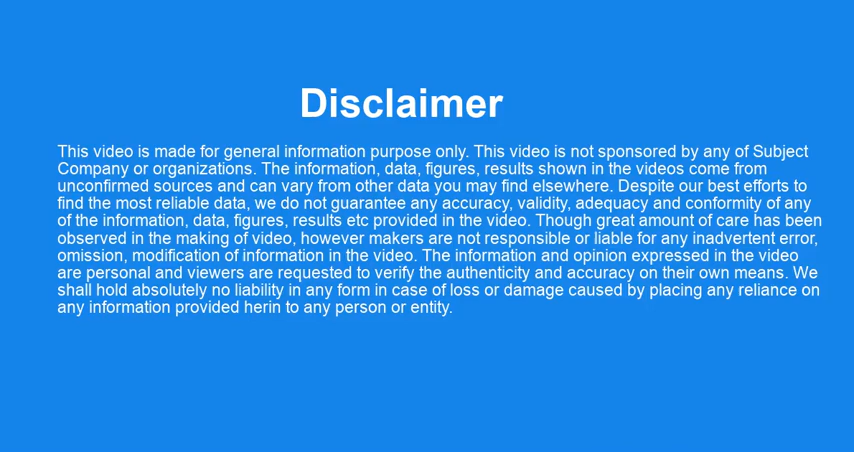 Disclaimer
This video is made for general information purpose only. This video is not sponsored by any of Subject
Company or organizations. The information, data, figures, results shown in the videos come from
unconfirmed sources and can vary from other data you may find elsewhere. Despite our best efforts to
find the most reliable data, we do not guarantee any accuracy, validity, adequacy and conformity of any
of the information, data, figures, results etc provided in the video. Though great amount of care has been
observed in the making of video, however makers are not responsible or liable for any inadvertent error,
omission, modification of information in the video. The information and opinion expressed in the video
are personal and viewers are requested to verify the authenticity and accuracy on their own means. We
shall hold absolutely no liability in any form in case of loss or damage caused by placing any reliance on
any information provided herin to any person or entity.